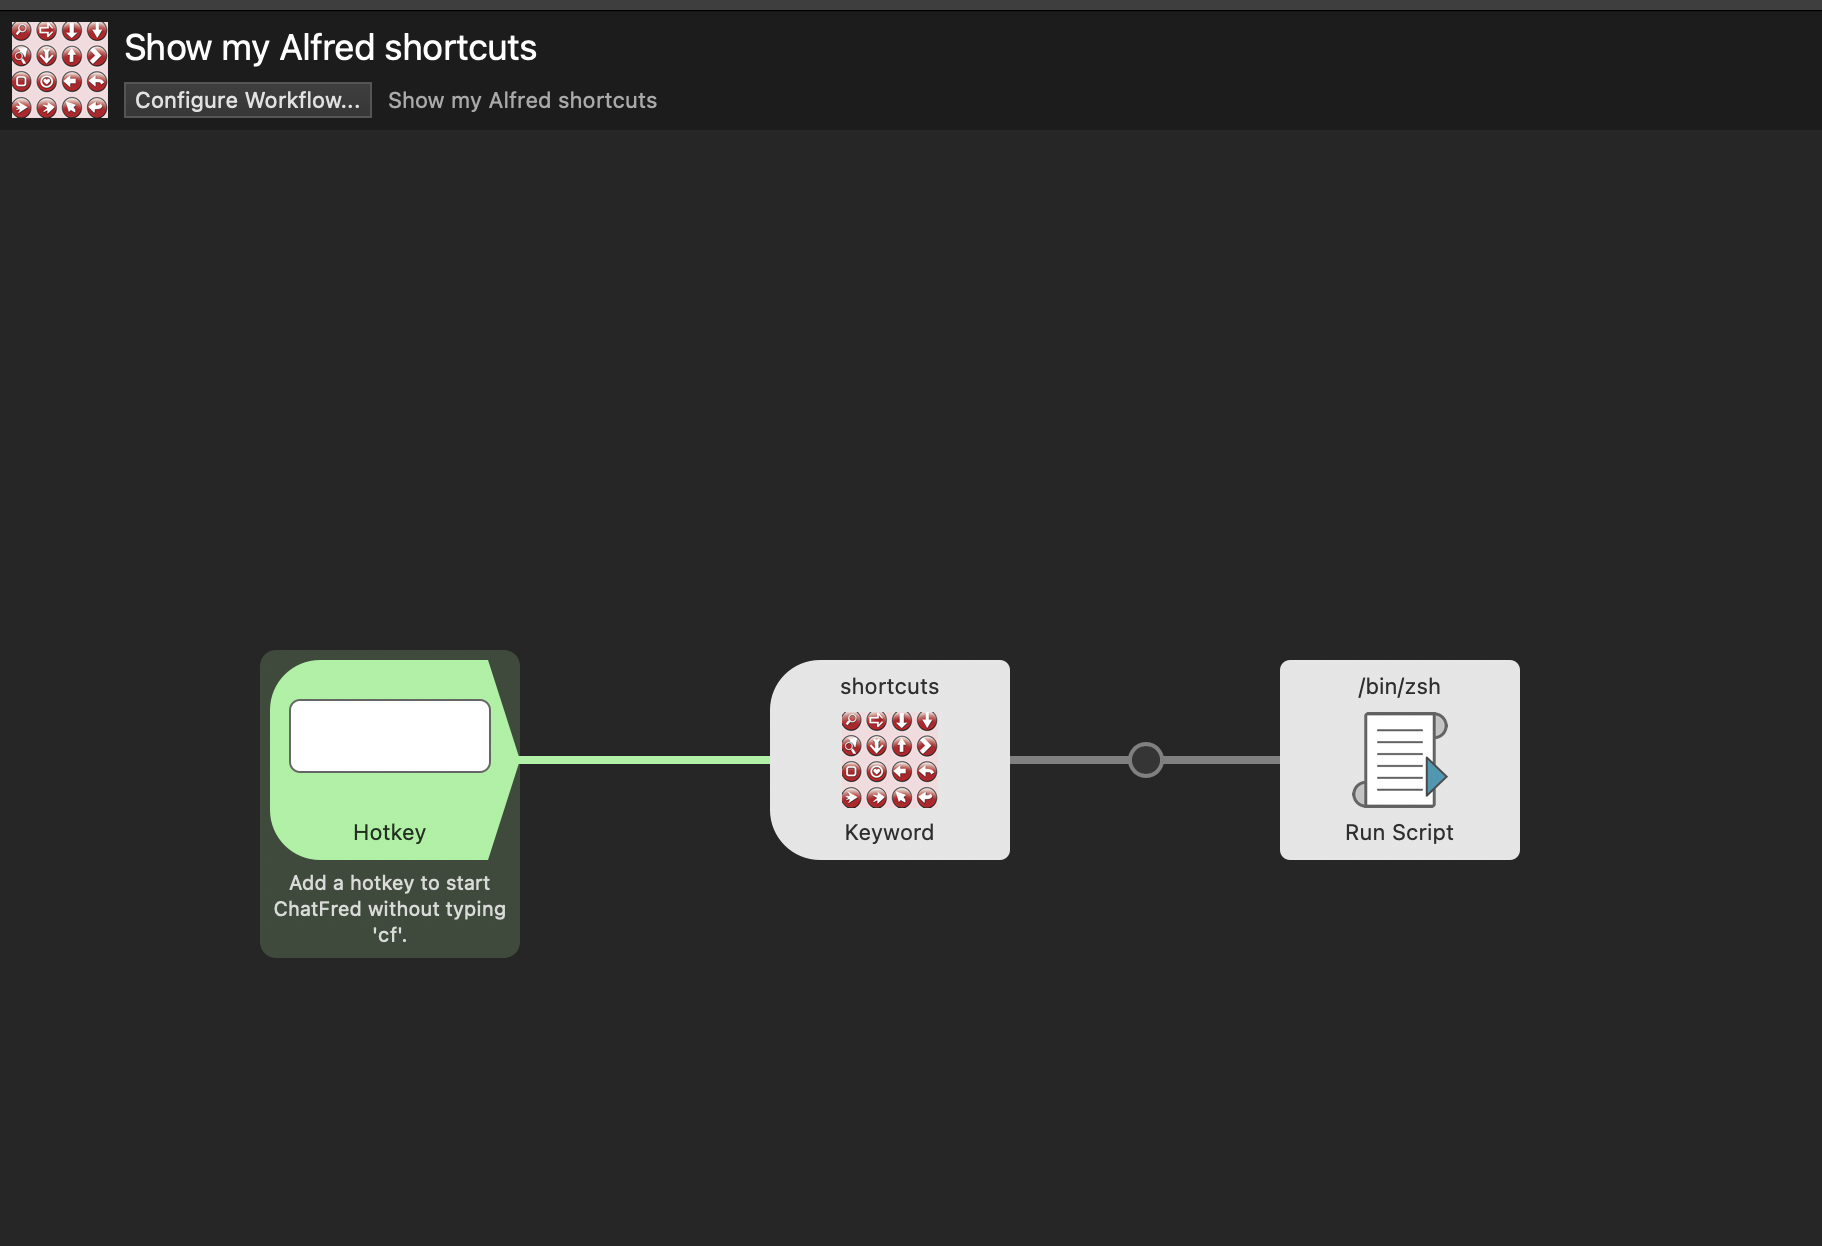 Show my Alfred shortcuts
Configure Workflow...
Show my Alfred shortcuts
Hotkey
Add a hotkey to start
ChatFred without typing
'cf'.
shortcuts
Keyword
/bin/zsh
Run Script